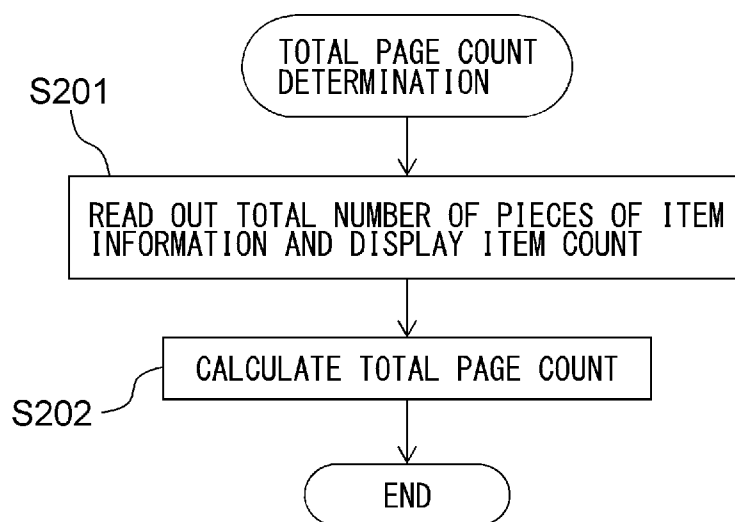 TOTAL PAGE COUNT
DETERMINATION
S201
READ OUT TOTAL NUMBER OF PIECES OF ITEM
INFORMATION AND DISPLAY ITEM COUNT
CALCULATE TOTAL PAGE COUNT
S202
END